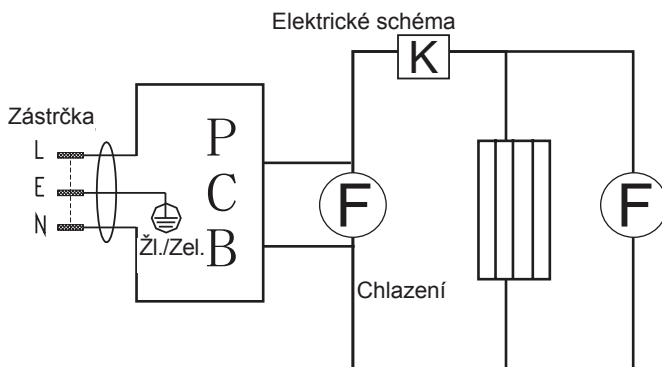 Elektrické schéma
K
Zástrčka
L
E
N
Žl./Zel.
P
C
B
F
F
Chlazení